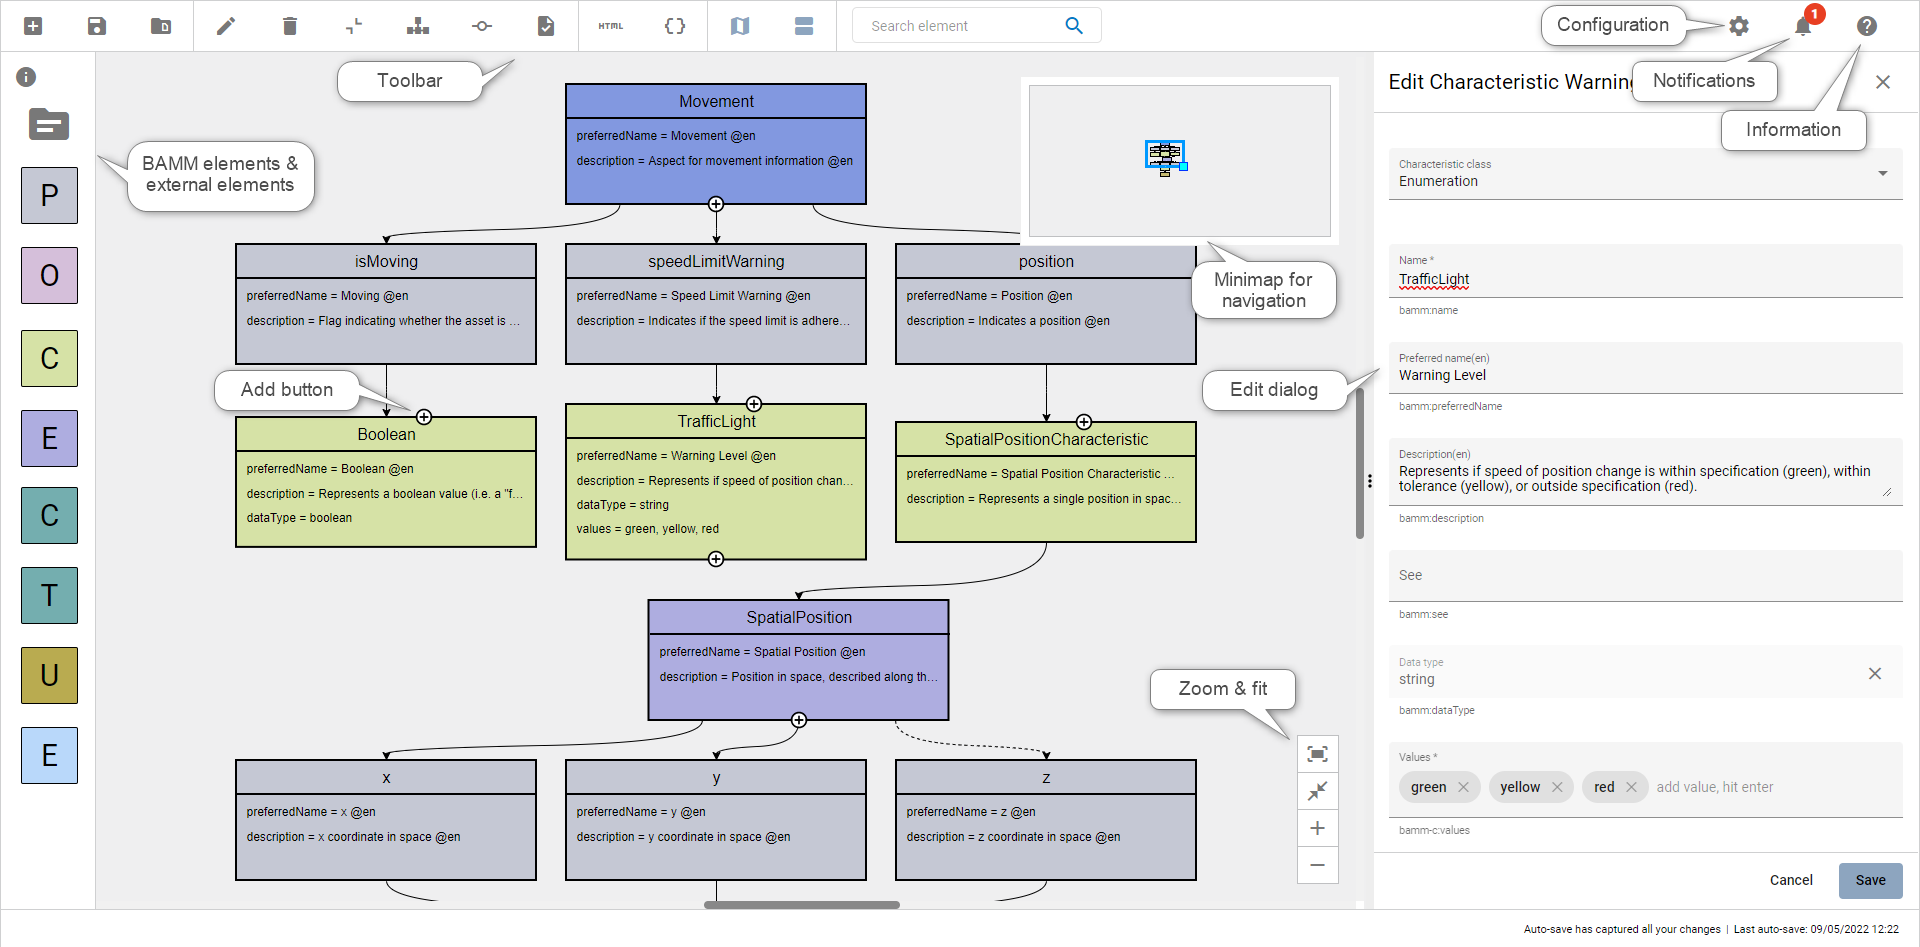 HTML
Search element
1
Configuration
Toolbar
Notifications
Information
BAMM elements &
external elements
P
O
C
E
C
T
U
E
Movement
preferredName = Movement @en
description = Aspect for movement information @en
isMoving
preferredName = Moving @en
description = Flag indicating whether the asset is ...
speedLimitWarning
preferredName = Speed Limit Warning @en
description = Indicates if the speed limit is adhere...
position
preferredName = Position @en
description = Indicates a position @en
Minimap for
navigation
Add button
Boolean
preferredName = Boolean @en
description = Represents a boolean value (i.e. a "f...
dataType = boolean
TrafficLight
preferredName = Warning Level @en
description = Represents if speed of position chan...
dataType = string
values = green, yellow, red
SpatialPositionCharacteristic
preferredName = Spatial Position Characteristic ...
description = Represents a single position in spac...
Edit dialog
SpatialPosition
preferredName = Spatial Position @en
description = Position in space, described along th...
Zoom & fit
x
preferredName = x @en
description = x coordinate in space @en
y
preferredName = y @en
description = y coordinate in space @en
z
preferredName = z @en
description = z coordinate in space @en
Edit Characteristic Warning
Characteristic class
Enumeration
Name *
TrafficLight
bamm:name
Preferred name(en)
Warning Level
bamm:preferredName
Description(en)
Represents if speed of position change is within specification (green), within
tolerance (yellow), or outside specification (red).
bamm:description
See
bamm:see
Data type
string
bamm:dataType
Values *
green yellow red add value, hit enter
bamm-c:values
Cancel
Save
Auto-save has captured all your changes | Last auto-save: 09/05/2022 12:22